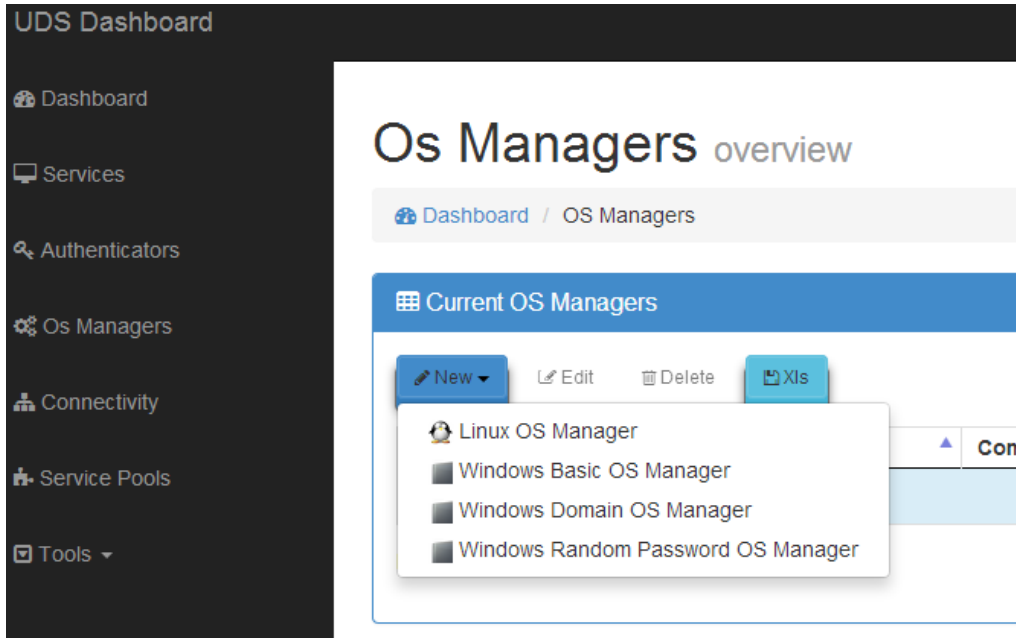 UDS Dashboard
Dashboard
Services
Authenticators
Os Managers
Connectivity
Service Pools
Tools
Os Managers overview
Dashboard / OS Managers
Current OS Managers
New Edit Delete Xls
Linux OS Manager
Windows Basic OS Manager
Windows Domain OS Manager
Windows Random Password OS Manager